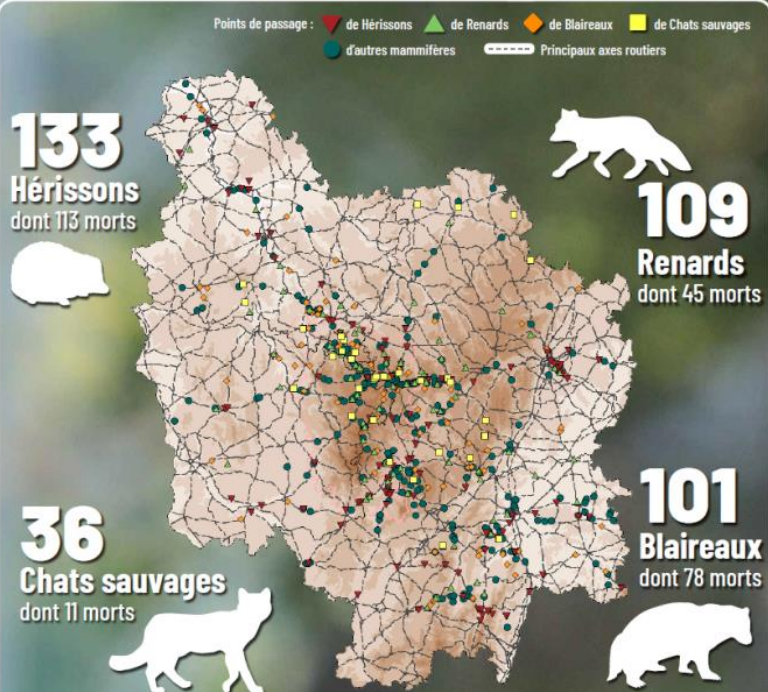 Points de passage : de Hérissons de Renards de Blaireaux de Chats sauvages
d'autres mammifères Principaux axes routiers
133
Hérissons
dont 113 morts
109
Renards
dont 45 morts
36
Chats sauvages
dont 11 morts
101
Blaireaux
dont 78 morts